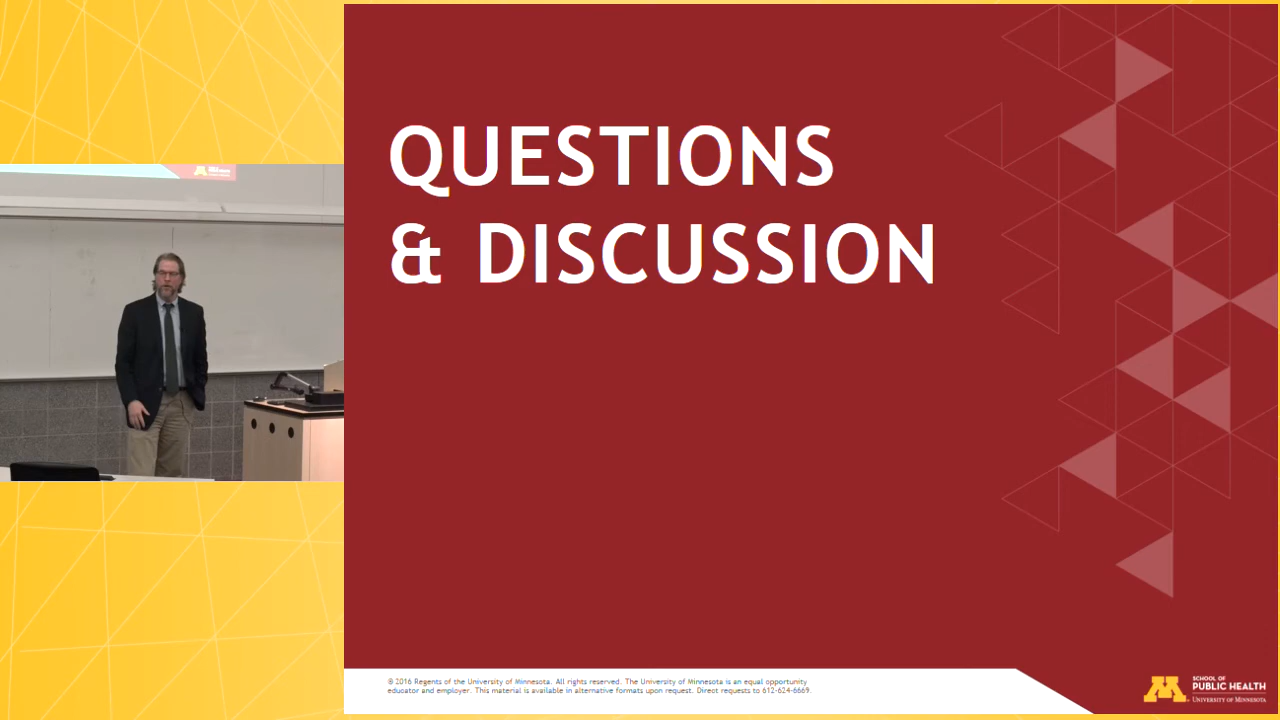 QUESTIONS
& DISCUSSION
© 2016 Regents of the University of Minnesota. All rights reserved. The University of Minnesota is an equal opportunity
educator and employer. This material is available in alternative formats upon request. Direct requests to 612-624-6669.
SCHOOL OF
PUBLIC HEALTH
UNIVERSITY OF MINNESOTA